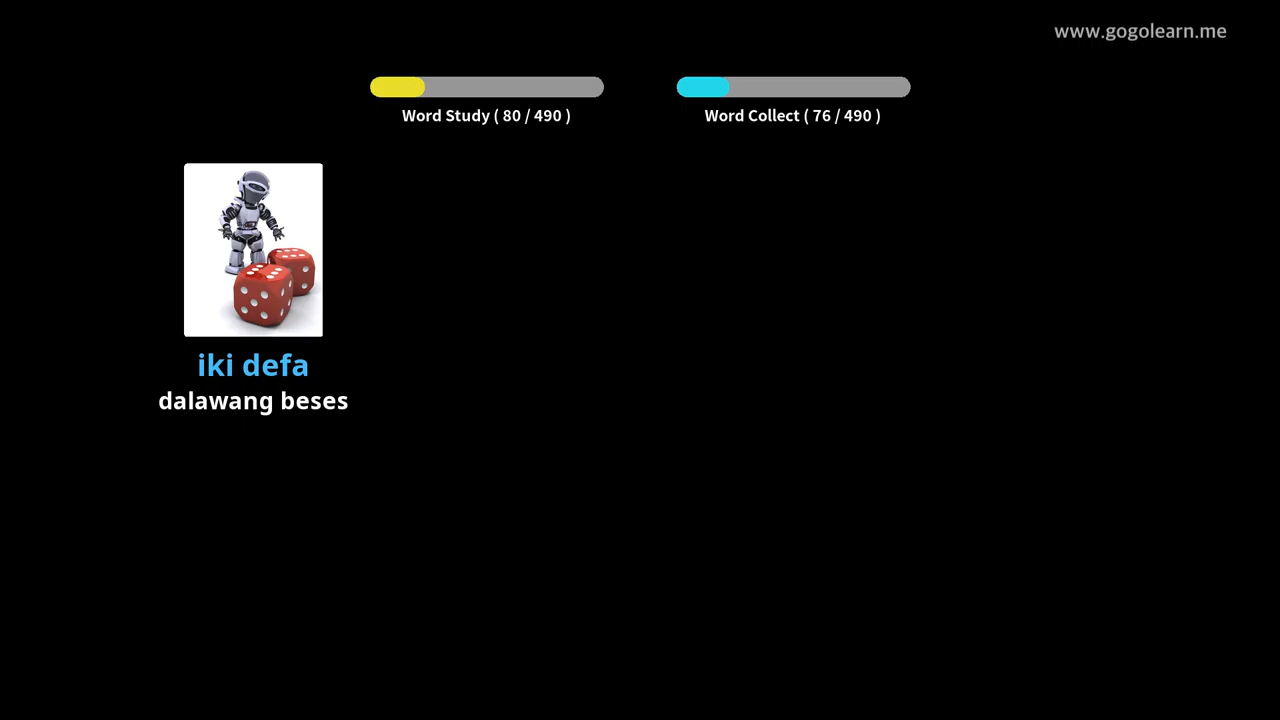 www.gogolearn.me
Word Study ( 80 / 490 )
Word Collect ( 76 / 490 )
iki defa
dalawang beses